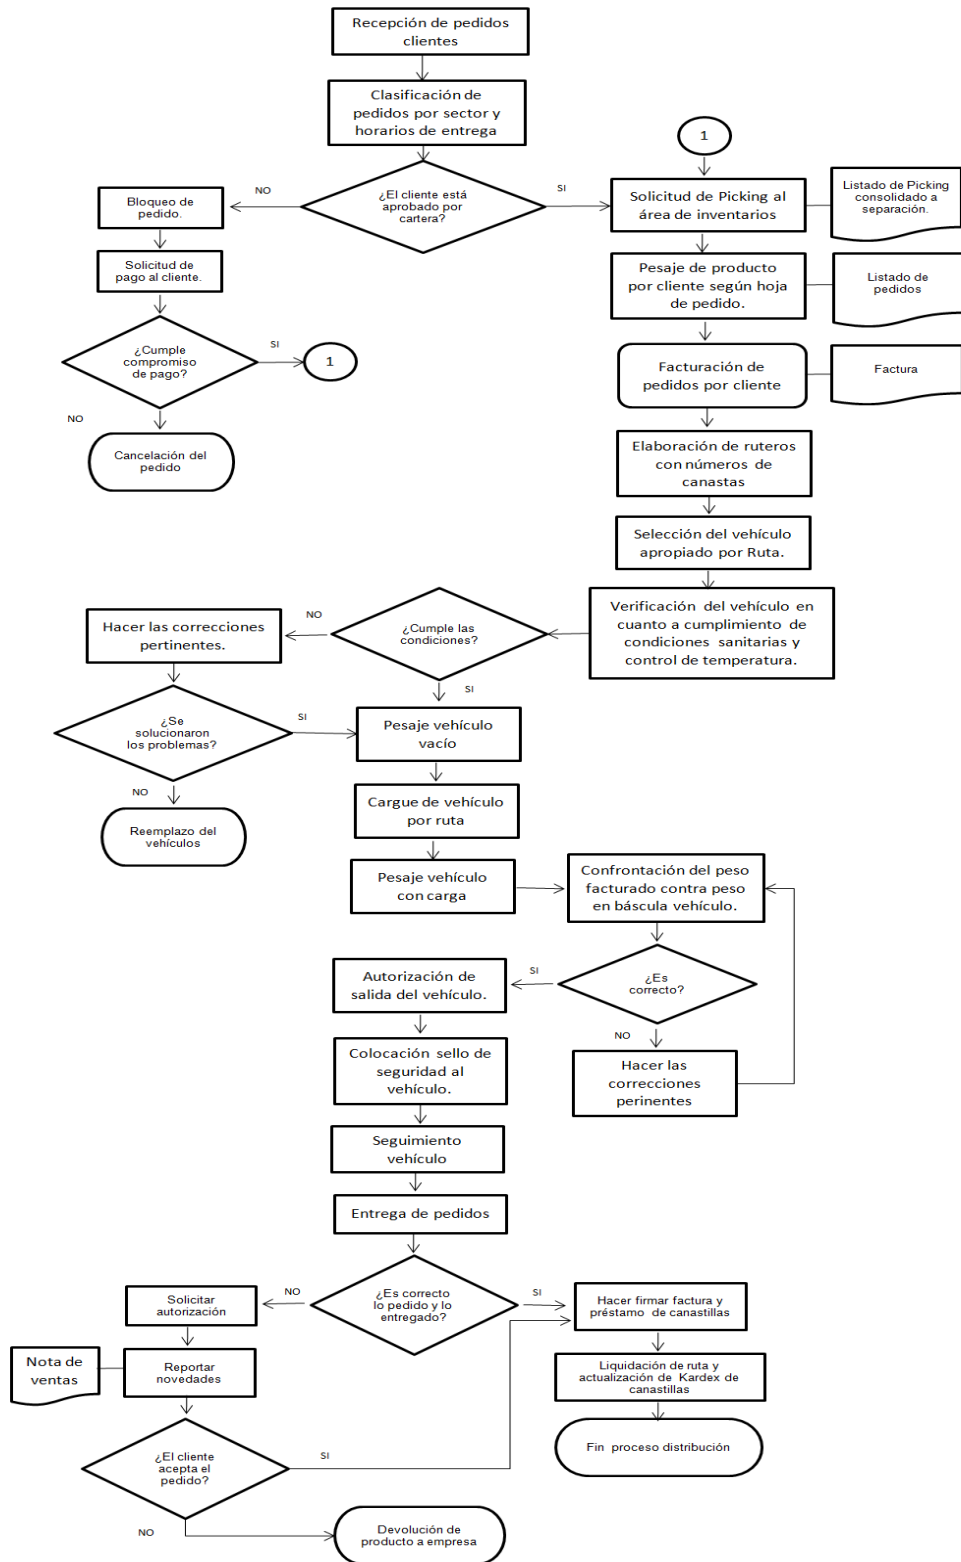 Recepción de pedidos
clientes
Clasificación de
pedidos por sector y
horarios de entrega
1
¿El cliente está
aprobado por
cartera?
NO
SI
Bloqueo de
pedido.
Solicitud de Picking al
área de inventarios
Listado de Picking
consolidado a
separación.
Solicitud de
pago al cliente.
Pesaje de producto
por cliente según hoja
de pedido.
Listado de
pedidos
¿Cumple
compromiso
de pago?
SI
1
NO
Facturación de
pedidos por cliente
Factura
Cancelación del
pedido
Elaboración de ruteros
con números de
canastas
Selección del vehículo
apropiado por Ruta.
Verificación del vehículo en
cuanto a cumplimiento de
condiciones sanitarias y
control de temperatura.
¿Cumple las
condiciones?
NO
SI
Hacer las correcciones
pertinentes.
¿Se
solucionaron
los problemas?
SI
NO
Pesaje vehículo
vacío
Reemplazo del
vehículos
Cargue de vehículo
por ruta
Pesaje vehículo
con carga
Confrontación del peso
facturado contra peso
en báscula vehículo.
¿Es
correcto?
SI
NO
Autorización de
salida del vehículo.
Hacer las
correcciones
perinentes
Colocación sello de
seguridad al
vehículo.
Seguimiento
vehículo
Entrega de pedidos
¿Es correcto
lo pedido y lo
entregado?
NO
SI
Solicitar
autorización
Hacer firmar factura y
préstamo de canastillas
Nota de
ventas
Reportar
novedades
Liquidación de ruta y
actualización de Kardex de
canastillas
¿El cliente
acepta el
pedido?
SI
NO
Fin proceso distribución
Devolución de
producto a empresa